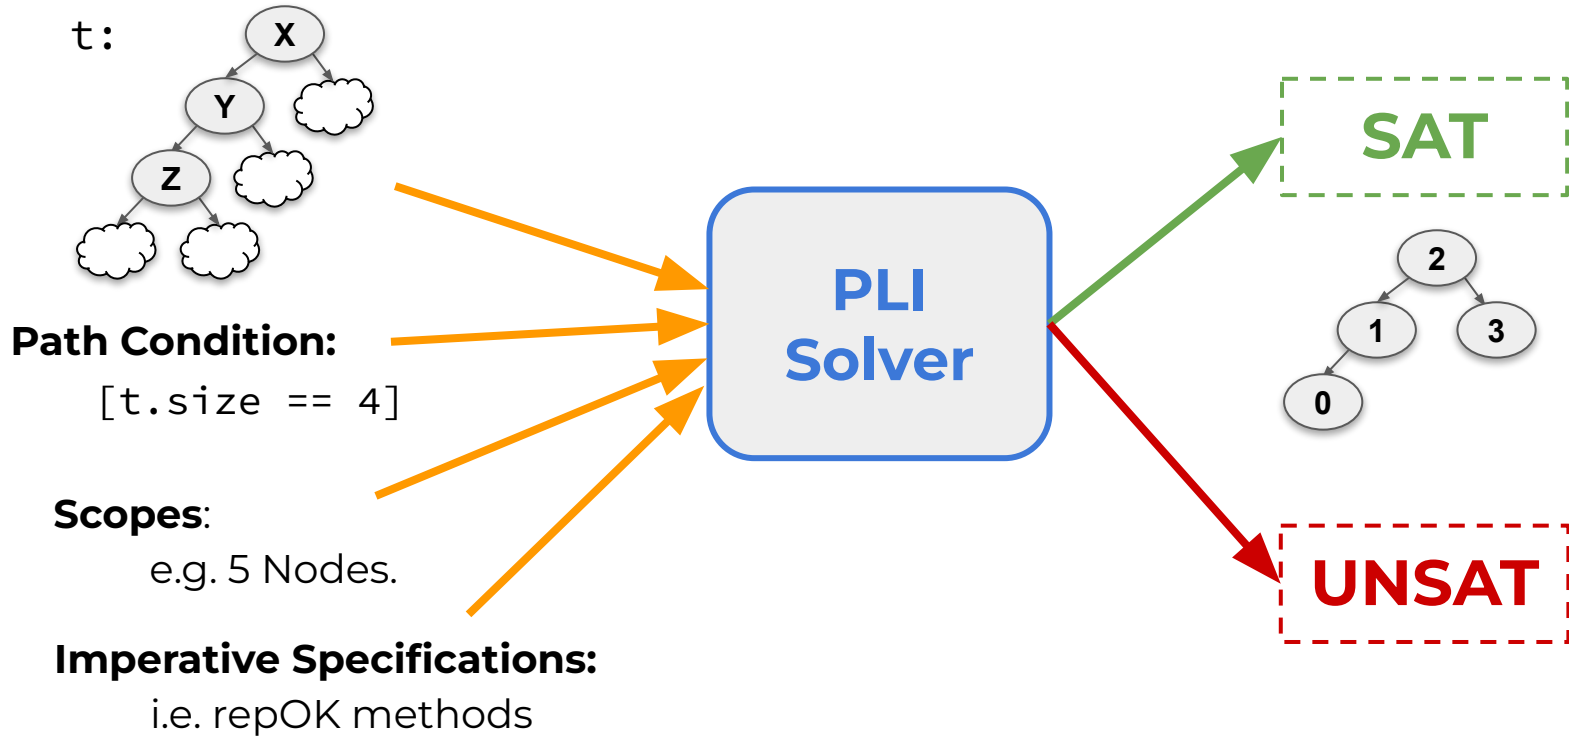 t:
X
Y
Z
Path Condition:
[t.size == 4]
Scopes:
e.g. 5 Nodes.
Imperative Specifications:
i.e. repOK methods
PLI
Solver
SAT
2
1
3
0
UNSAT